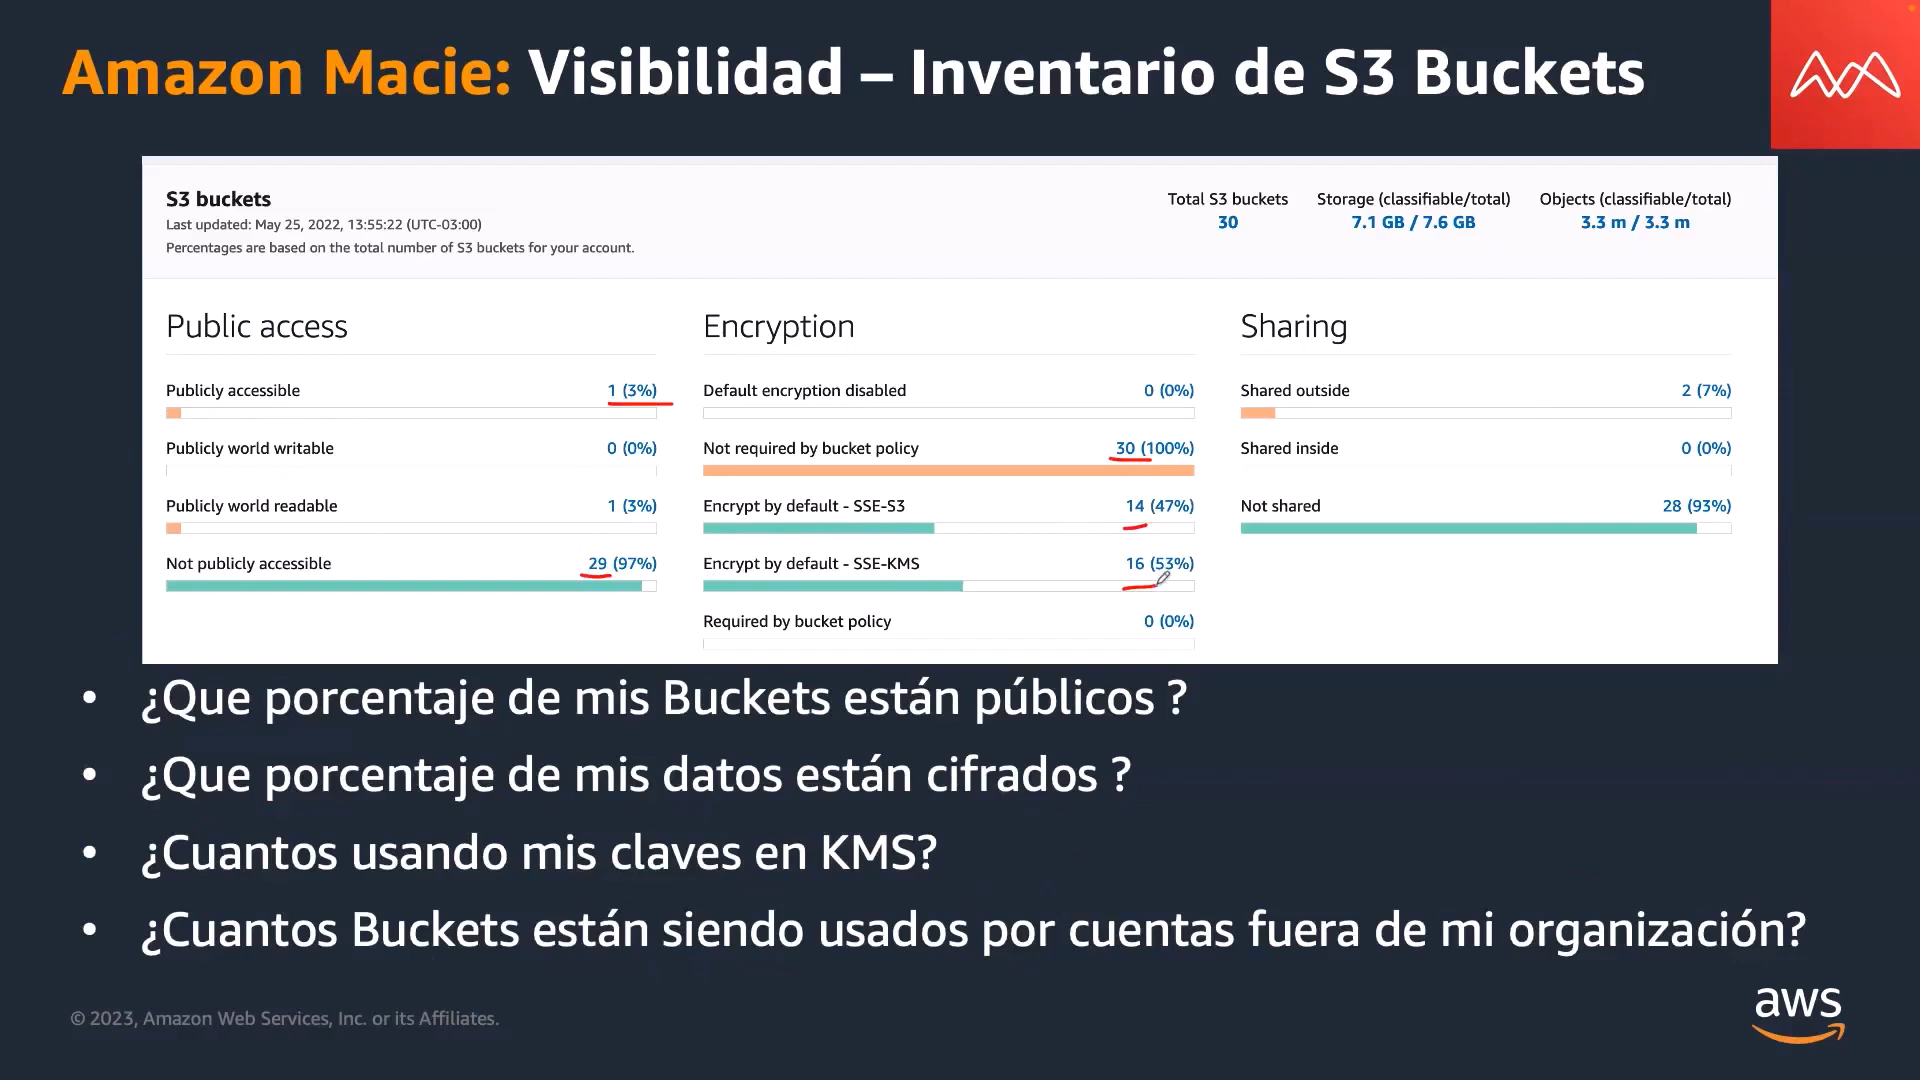 Amazon Macie: Visibilidad – Inventario de S3 Buckets
S3 buckets
Last updated: May 25, 2022, 13:55:22 (UTC-03:00)
Percentages are based on the total number of S3 buckets for your account.
Total S3 buckets
30
Storage (classifiable/total)
7.1 GB / 7.6 GB
Objects (classifiable/total)
3.3 m / 3.3 m
Public access
Publicly accessible 1 (3%)
Publicly world writable 0 (0%)
Publicly world readable 1 (3%)
Not publicly accessible 29 (97%)
Encryption
Default encryption disabled 0 (0%)
Not required by bucket policy 30 (100%)
Encrypt by default - SSE-S3 14 (47%)
Encrypt by default - SSE-KMS 16 (53%)
Required by bucket policy 0 (0%)
Sharing
Shared outside 2 (7%)
Shared inside 0 (0%)
Not shared 28 (93%)
• ¿Que porcentaje de mis Buckets están públicos ?
• ¿Que porcentaje de mis datos están cifrados ?
• ¿Cuantos usando mis claves en KMS?
• ¿Cuantos Buckets están siendo usados por cuentas fuera de mi organización?
© 2023, Amazon Web Services, Inc. or its Affiliates.
aws